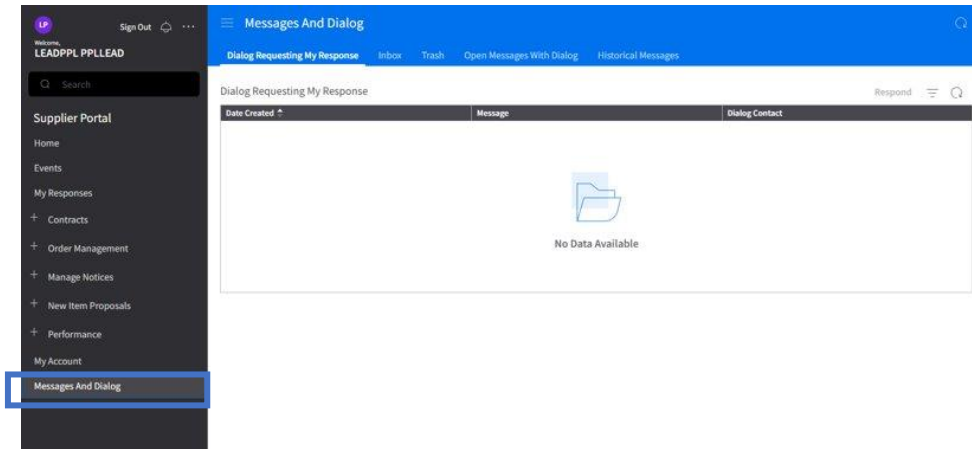 LP
Sign Out
Welcome,
LEADPPL PPLLEAD
Search
Supplier Portal
Home
Events
My Responses
+ Contracts
+ Order Management
+ Manage Notices
+ New Item Proposals
+ Performance
My Account
Messages And Dialog
Messages And Dialog
Dialog Requesting My Response Inbox Trash Open Messages With Dialog Historical Messages
Dialog Requesting My Response
Respond
Date Created Message Dialog Contact
No Data Available